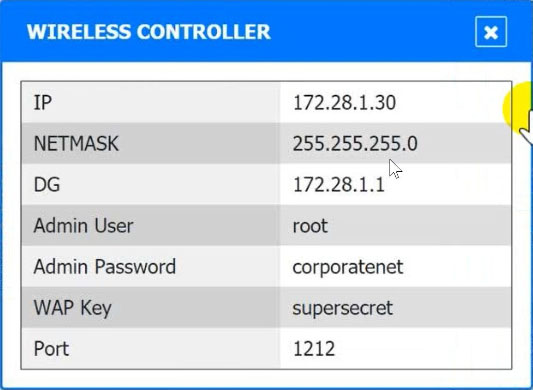 WIRELESS CONTROLLER
IP 172.28.1.30
NETMASK 255.255.255.0
DG 172.28.1.1
Admin User root
Admin Password corporatenet
WAP Key supersecret
Port 1212